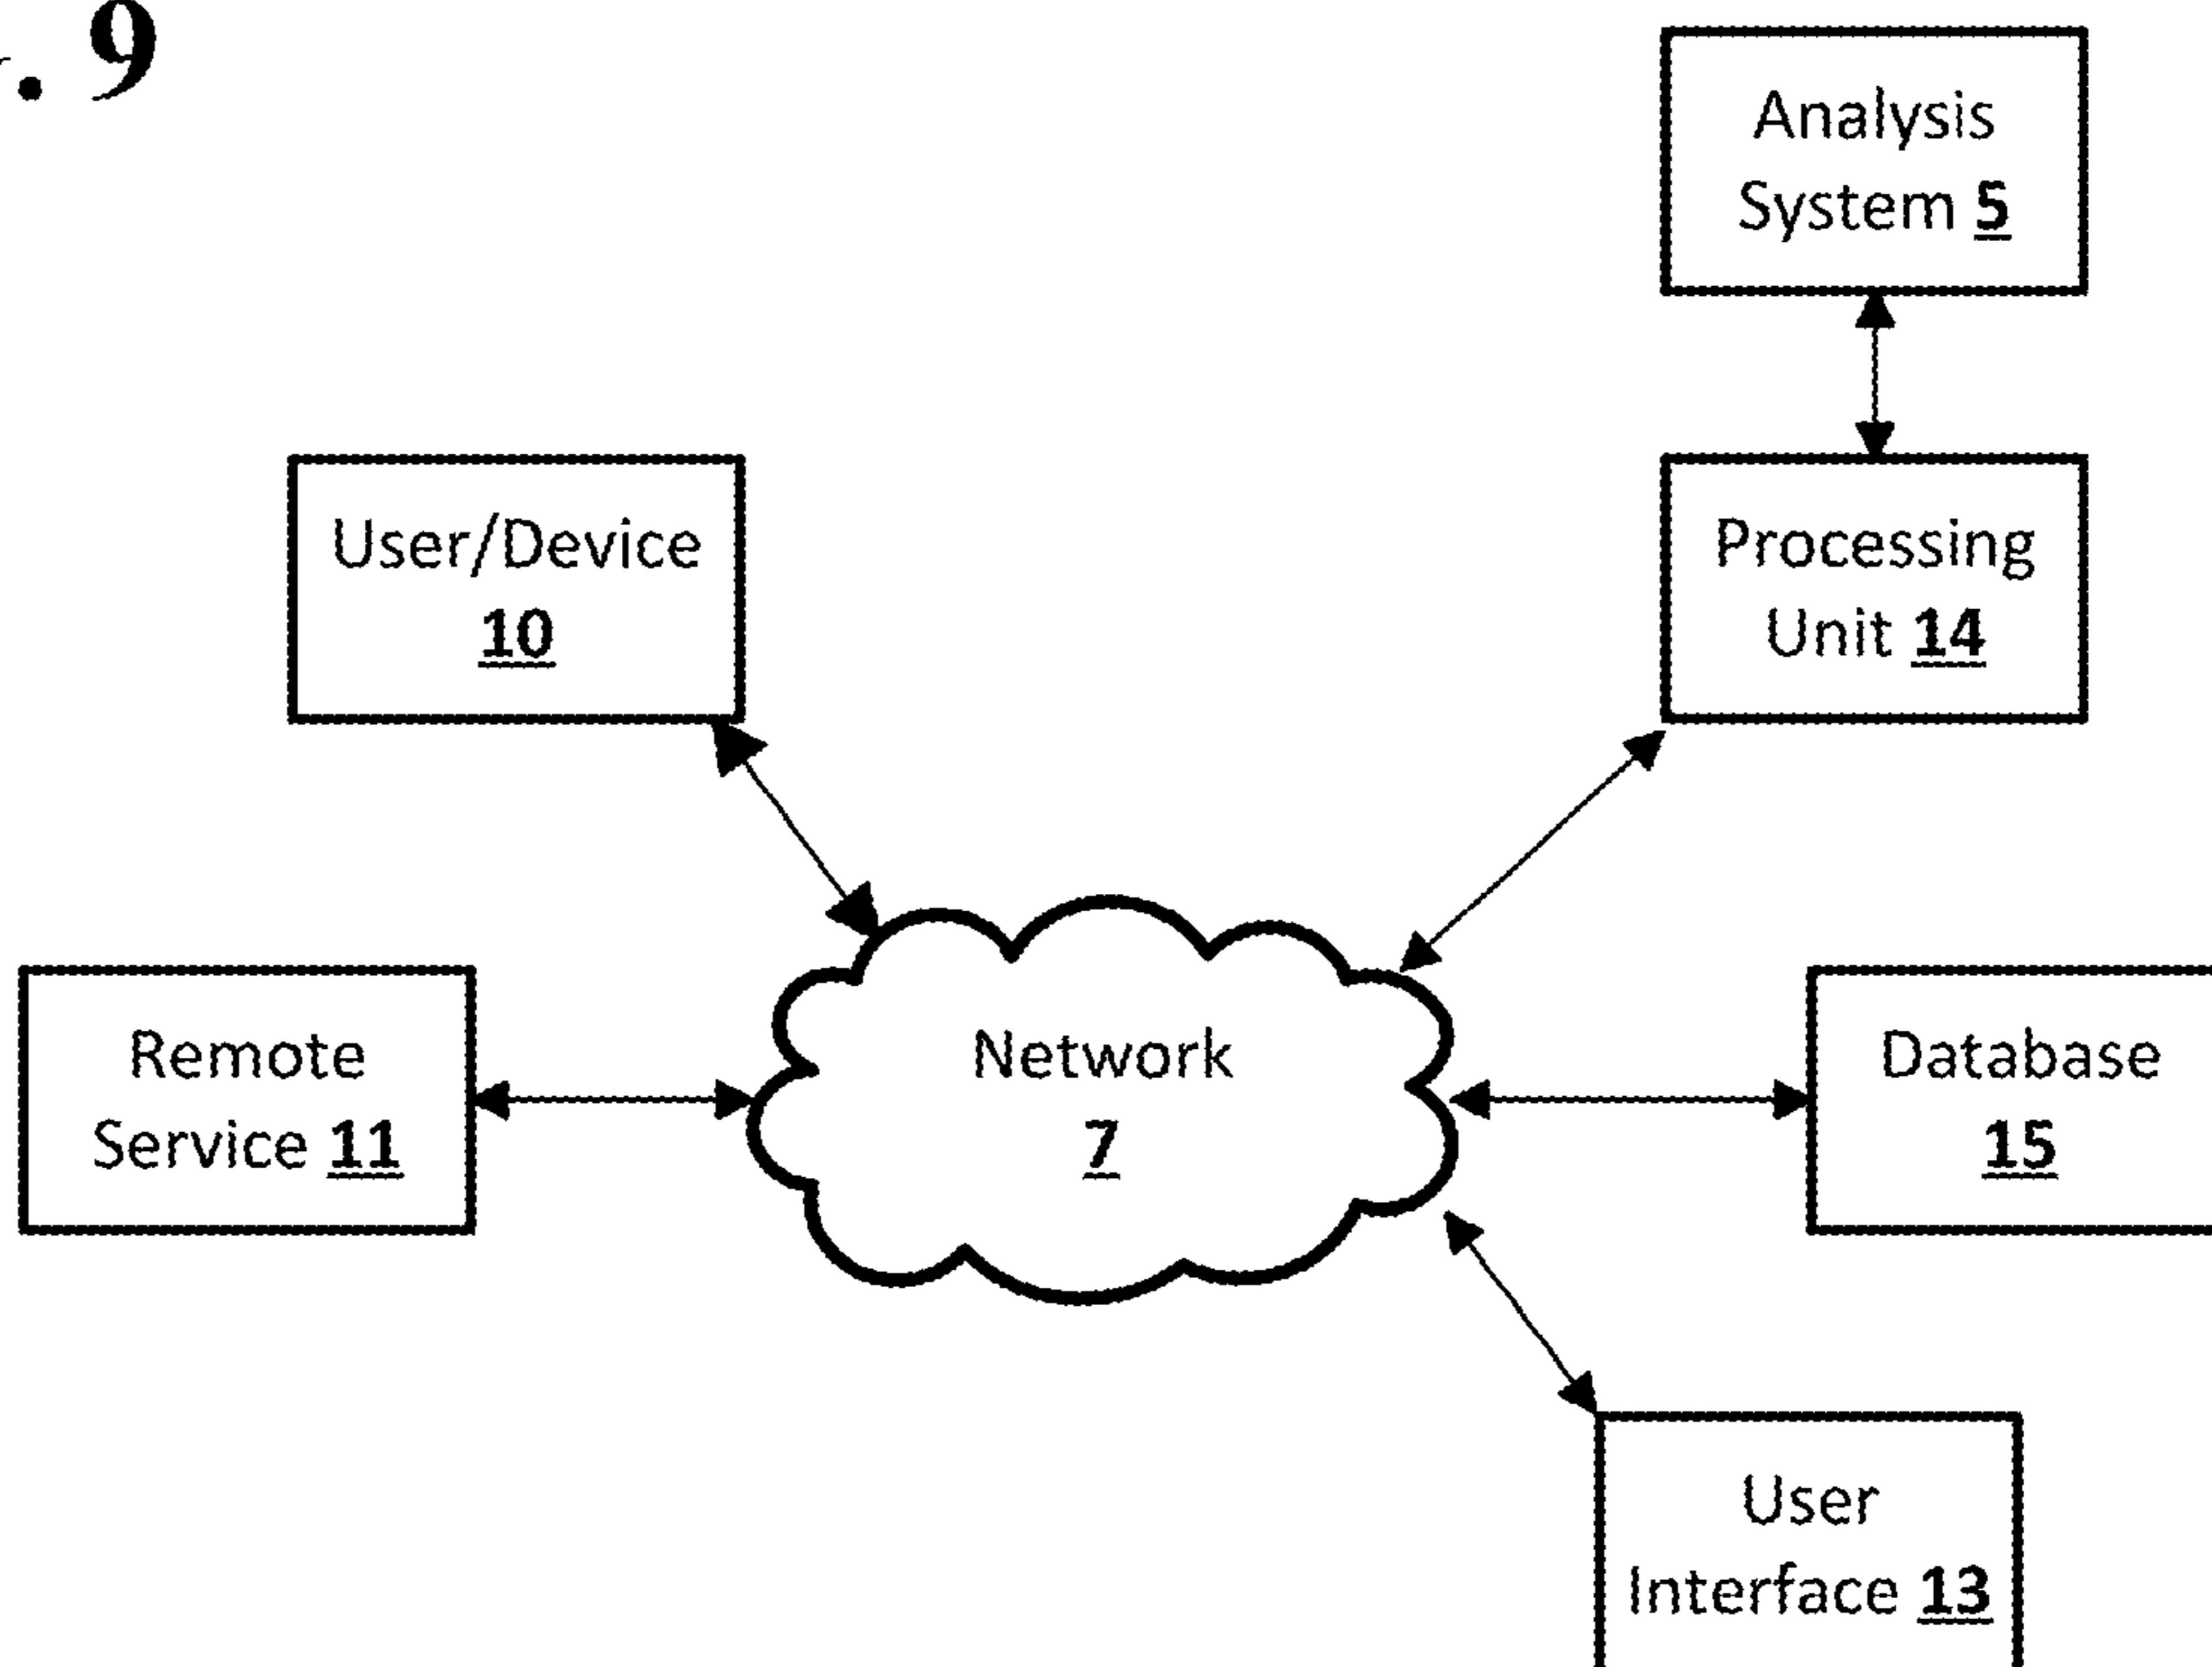 . 9
Analysis
System 5
User/Device
10
Processing
Unit 14
Remote
Service 11
Network
7
Database
15
User
Interface 13